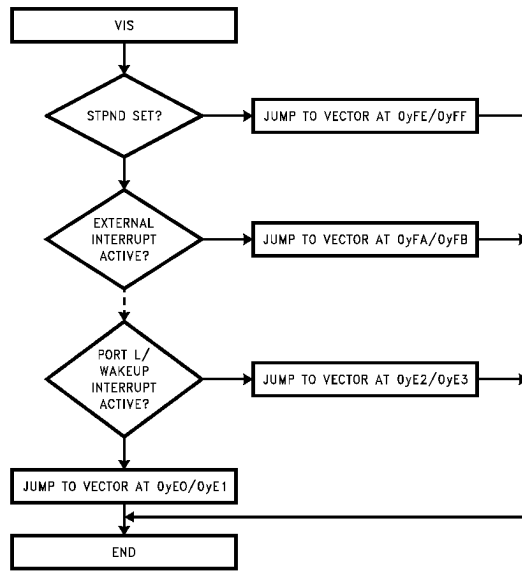 VIS
STPND SET?
JUMP TO VECTOR AT 0yFE/0yFF
EXTERNAL
INTERRUPT
ACTIVE?
JUMP TO VECTOR AT 0yFA/0yFB
PORT L/
WAKEUP
INTERRUPT
ACTIVE?
JUMP TO VECTOR AT 0yE2/0yE3
JUMP TO VECTOR AT 0yE0/0yE1
END